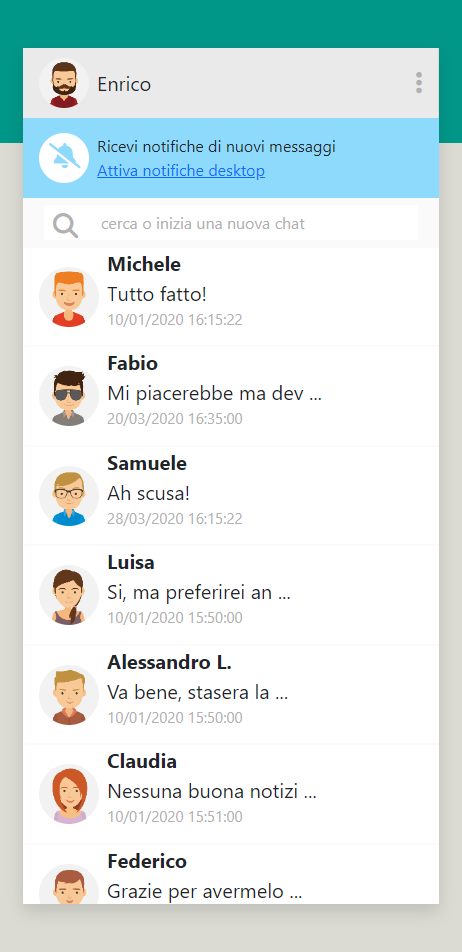 Enrico
Ricevi notifiche di nuovi messaggi
Attiva notifiche desktop
cerca o inizia una nuova chat
Michele
Tutto fatto!
10/01/2020 16:15:22
Fabio
Mi piacerebbe ma dev ...
20/03/2020 16:35:00
Samuele
Ah scusa!
28/03/2020 16:15:22
Luisa
Si, ma preferirei an ...
10/01/2020 15:50:00
Alessandro L.
Va bene, stasera la ...
10/01/2020 15:50:00
Claudia
Nessuna buona notizi ...
10/01/2020 15:51:00
Federico
Grazie per avermelo ...